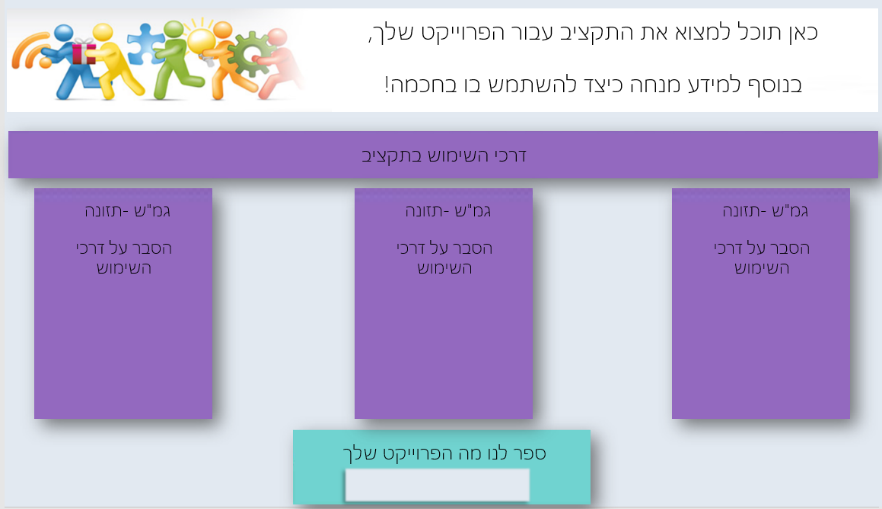 כאן תוכל למצוא את התקציב עבור הפרוייקט שלך,
בנוסף למידע מנחה כיצד להשתמש בו בחכמה!
דרכי השימוש בתקציב
גמ"ש -תזונה
הסבר על דרכי
השימוש
גמ"ש -תזונה
הסבר על דרכי
השימוש
גמ"ש -תזונה
הסבר על דרכי
השימוש
ספר לנו מה הפרוייקט שלך